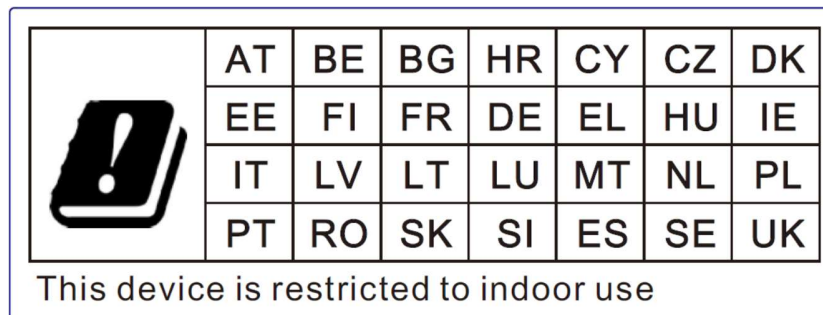 AT BE BG HR CY CZ DK
EE FI FR DE EL HU IE
IT LV LT LU MT NL PL
PT RO SK SI ES SE UK
This device is restricted to indoor use